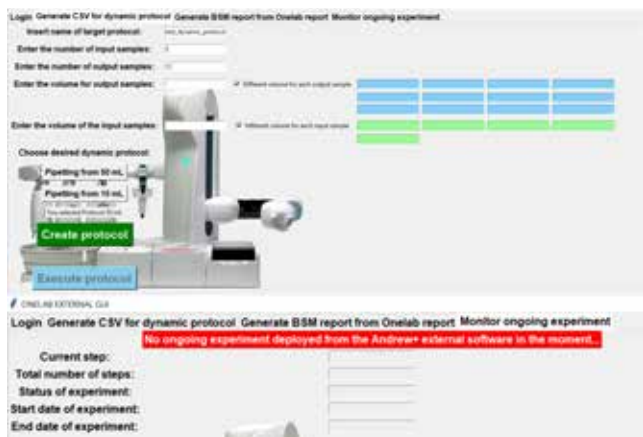 Login Generate CSV for dynamic protocol Generate BSM report from Onelab report Monitor ongoing experiment
Insert name of target protocol:
Enter the number of input samples:
Enter the number of output samples:
Enter the volume for output samples:
Different volume for each output sample
Enter the volume of the input samples:
Different volume for each input sample
Choose desired dynamic protocol:
Pipetting from 50 mL
Pipetting from 10 mL
Create protocol
Execute protocol
ONELAB EXTERNAL GUI
Login Generate CSV for dynamic protocol Generate BSM report from Onelab report Monitor ongoing experiment
No ongoing experiment deployed from the Andrew+ external software in the moment...
Current step:
Total number of steps:
Status of experiment:
Start date of experiment:
End date of experiment: